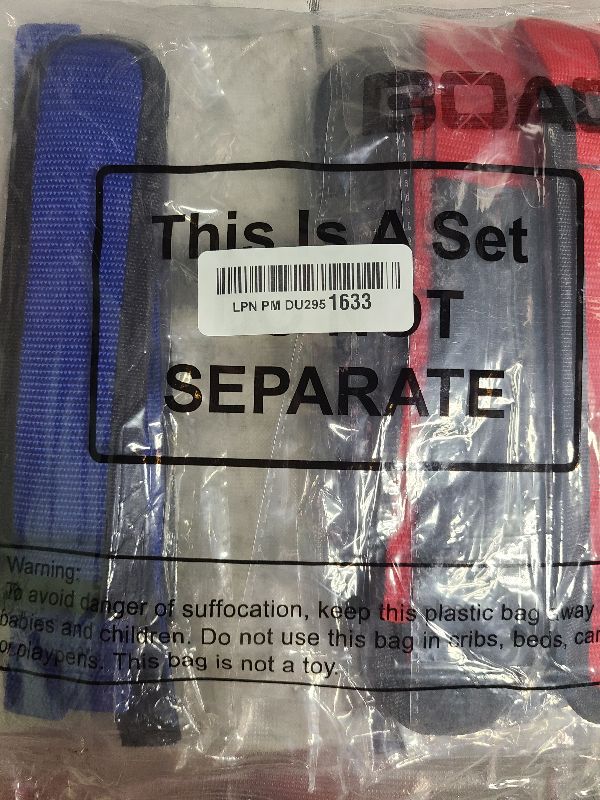 This Is A Set
LPN PM DU295 1633
SEPARATE
Warning:
To avoid danger of suffocation, keep this plastic bag away
babies and children. Do not use this bag in cribs, beds, car
or playpens. This bag is not a toy.